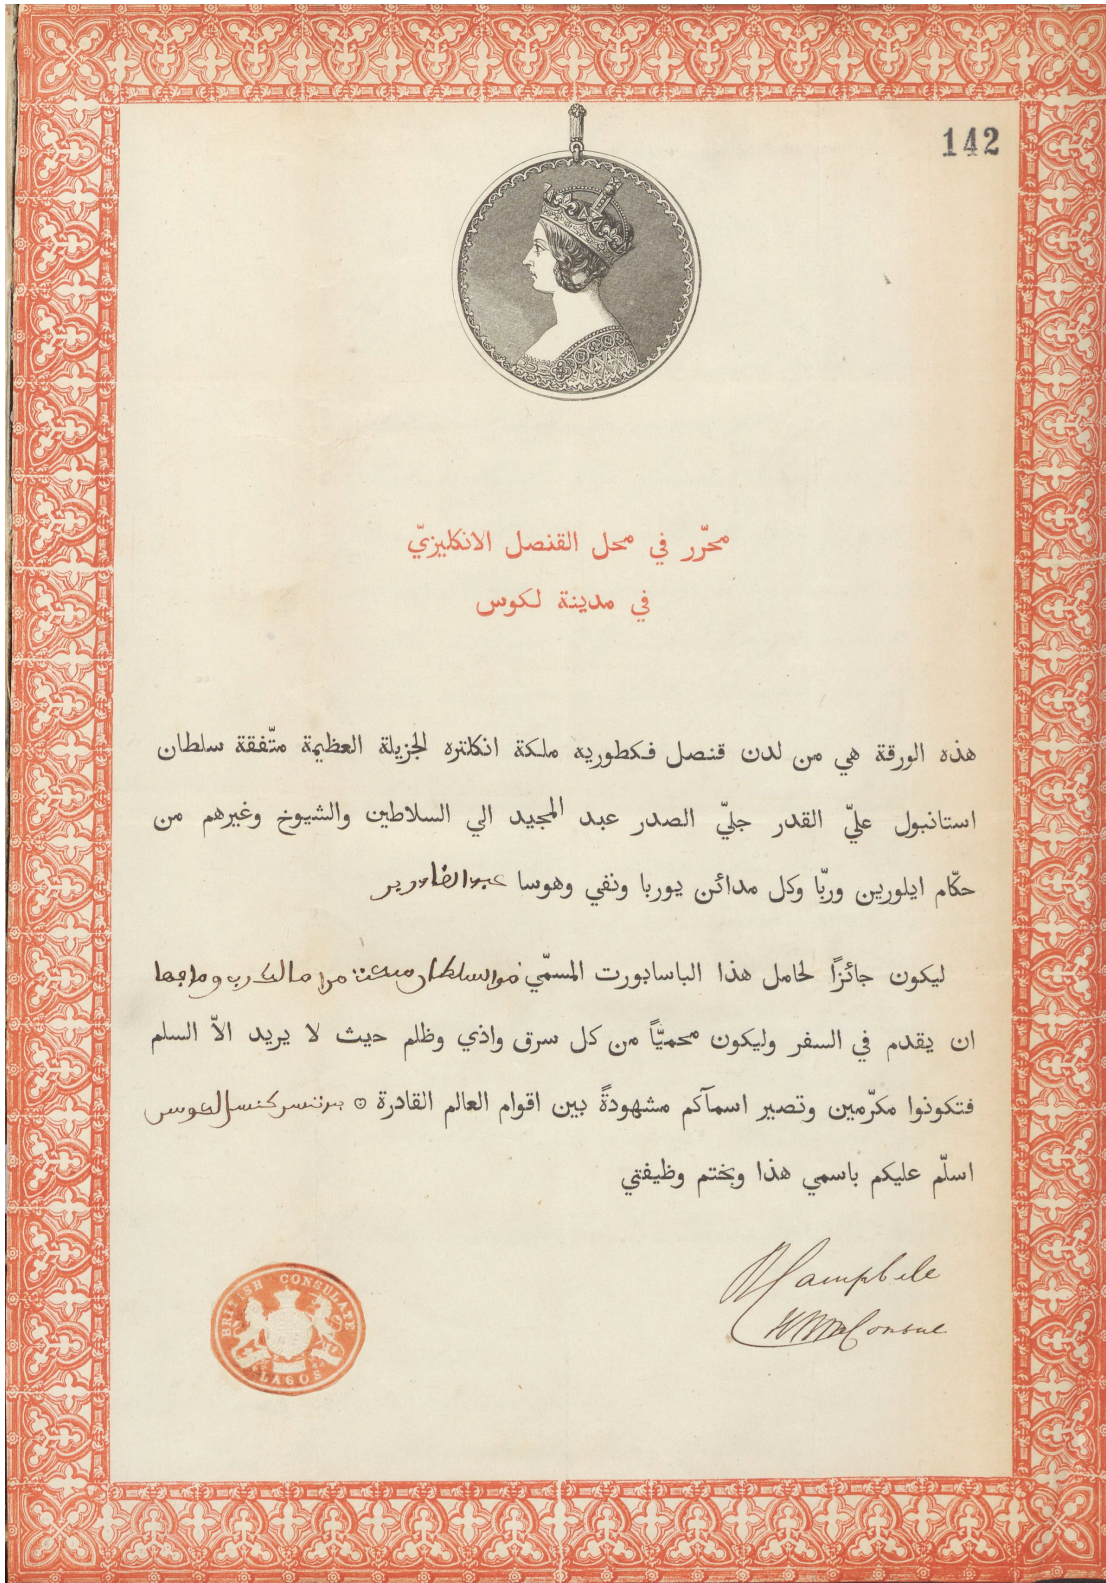 142
محرّر في محل القنصل الانكليزيّ
في مدينة لكوس
هذه الورقة هي من لدن قنصل فكطوريه ملكة انكلتره الجزيلة العظيمة متّفقة سلطان
استانبول عليّ القدر جليّ الصدر عبد المجيد الي السلاطين والشيوخ وغيرهم من
حكّام ايلورين وربّا وكل مدائن يوربا ونفي وهوسا
ليكون جائزًا لحامل هذا الباسابورت المسمّي
ان يقدم في السفر وليكون محميّاً من كل سرق واذي وظلم حيث لا يريد الاّ السلم
فتكونوا مكرّمين وتصير اسمآكم مشهودةً بين اقوام العالم القادرة
اسلّم عليكم باسمي هذا وبختم وظيفتي
Campbell
HBM Consul
BRITISH CONSULATE
LAGOS